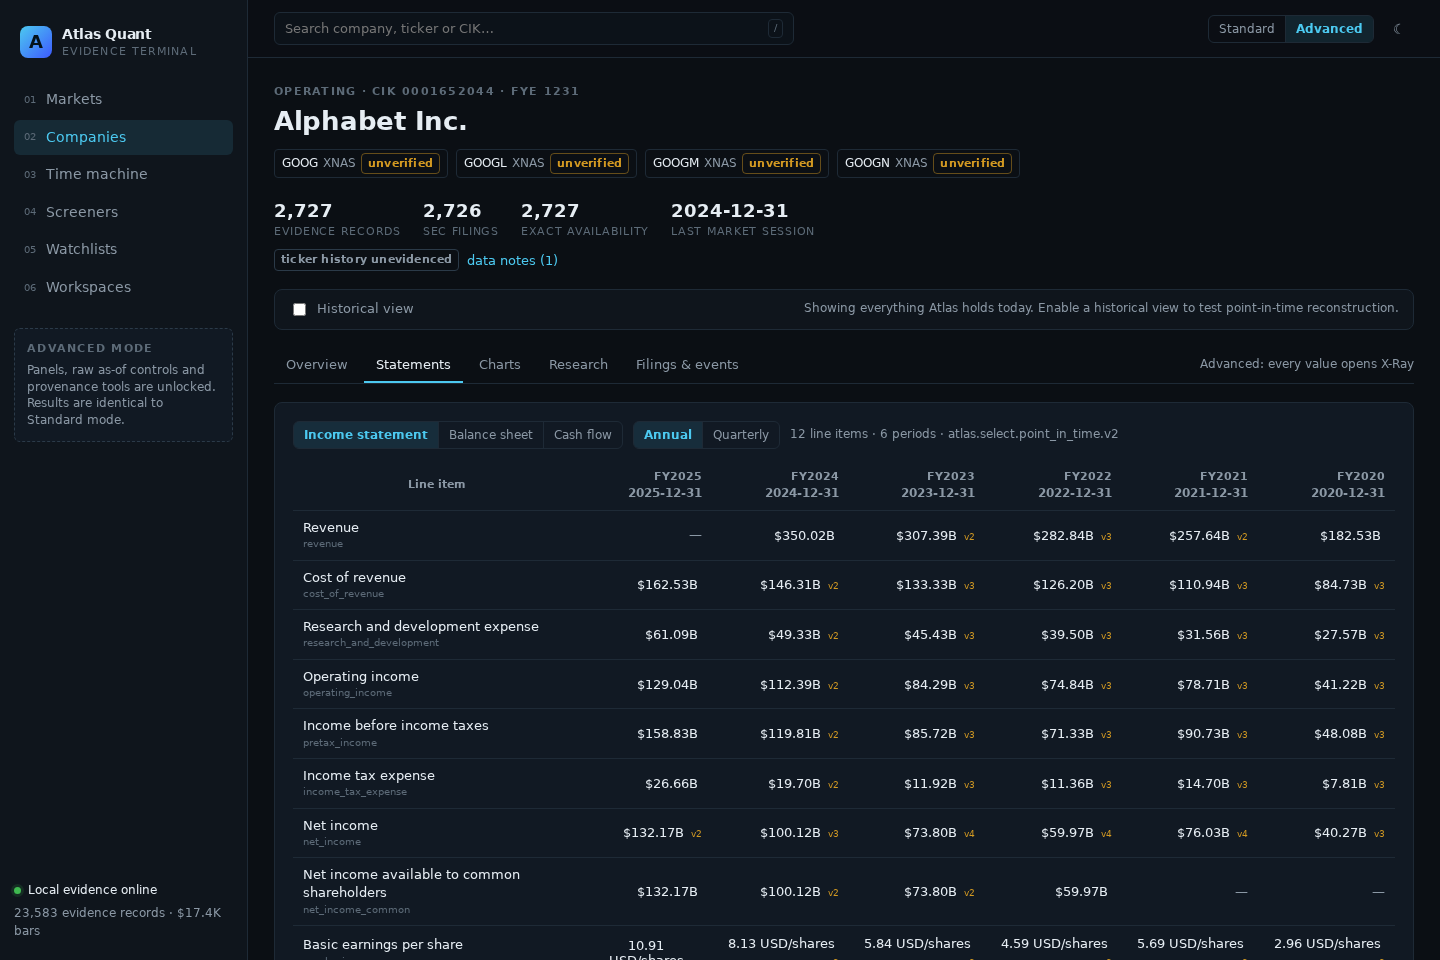 A
Atlas Quant
EVIDENCE TERMINAL
01 Markets
02 Companies
03 Time machine
04 Screeners
05 Watchlists
06 Workspaces
ADVANCED MODE
Panels, raw as-of controls and
provenance tools are unlocked.
Results are identical to
Standard mode.
Local evidence online
23,583 evidence records · $17.4K
bars
Search company, ticker or CIK… /
Standard Advanced ☾
OPERATING · CIK 0001652044 · FYE 1231
Alphabet Inc.
GOOG XNAS unverified GOOGL XNAS unverified GOOGM XNAS unverified GOOGN XNAS unverified
2,727 2,726 2,727 2024-12-31
EVIDENCE RECORDS SEC FILINGS EXACT AVAILABILITY LAST MARKET SESSION
ticker history unevidenced data notes (1)
Historical view Showing everything Atlas holds today. Enable a historical view to test point-in-time reconstruction.
Overview Statements Charts Research Filings & events Advanced: every value opens X-Ray
Income statement Balance sheet Cash flow Annual Quarterly 12 line items · 6 periods · atlas.select.point_in_time.v2
Line item FY2025 FY2024 FY2023 FY2022 FY2021 FY2020
2025-12-31 2024-12-31 2023-12-31 2022-12-31 2021-12-31 2020-12-31
Revenue — $350.02B $307.39B v2 $282.84B v3 $257.64B v2 $182.53B
revenue
Cost of revenue $162.53B $146.31B v2 $133.33B v3 $126.20B v3 $110.94B v3 $84.73B v3
cost_of_revenue
Research and development expense $61.09B $49.33B v2 $45.43B v3 $39.50B v3 $31.56B v3 $27.57B v3
research_and_development
Operating income $129.04B $112.39B v2 $84.29B v3 $74.84B v3 $78.71B v3 $41.22B v3
operating_income
Income before income taxes $158.83B $119.81B v2 $85.72B v3 $71.33B v3 $90.73B v3 $48.08B v3
pretax_income
Income tax expense $26.66B $19.70B v2 $11.92B v3 $11.36B v3 $14.70B v3 $7.81B v3
income_tax_expense
Net income $132.17B v2 $100.12B v3 $73.80B v4 $59.97B v4 $76.03B v4 $40.27B v3
net_income
Net income available to common
shareholders $132.17B $100.12B v2 $73.80B v2 $59.97B — —
net_income_common
Basic earnings per share 10.91 8.13 USD/shares 5.84 USD/shares 4.59 USD/shares 5.69 USD/shares 2.96 USD/shares
USD/shares